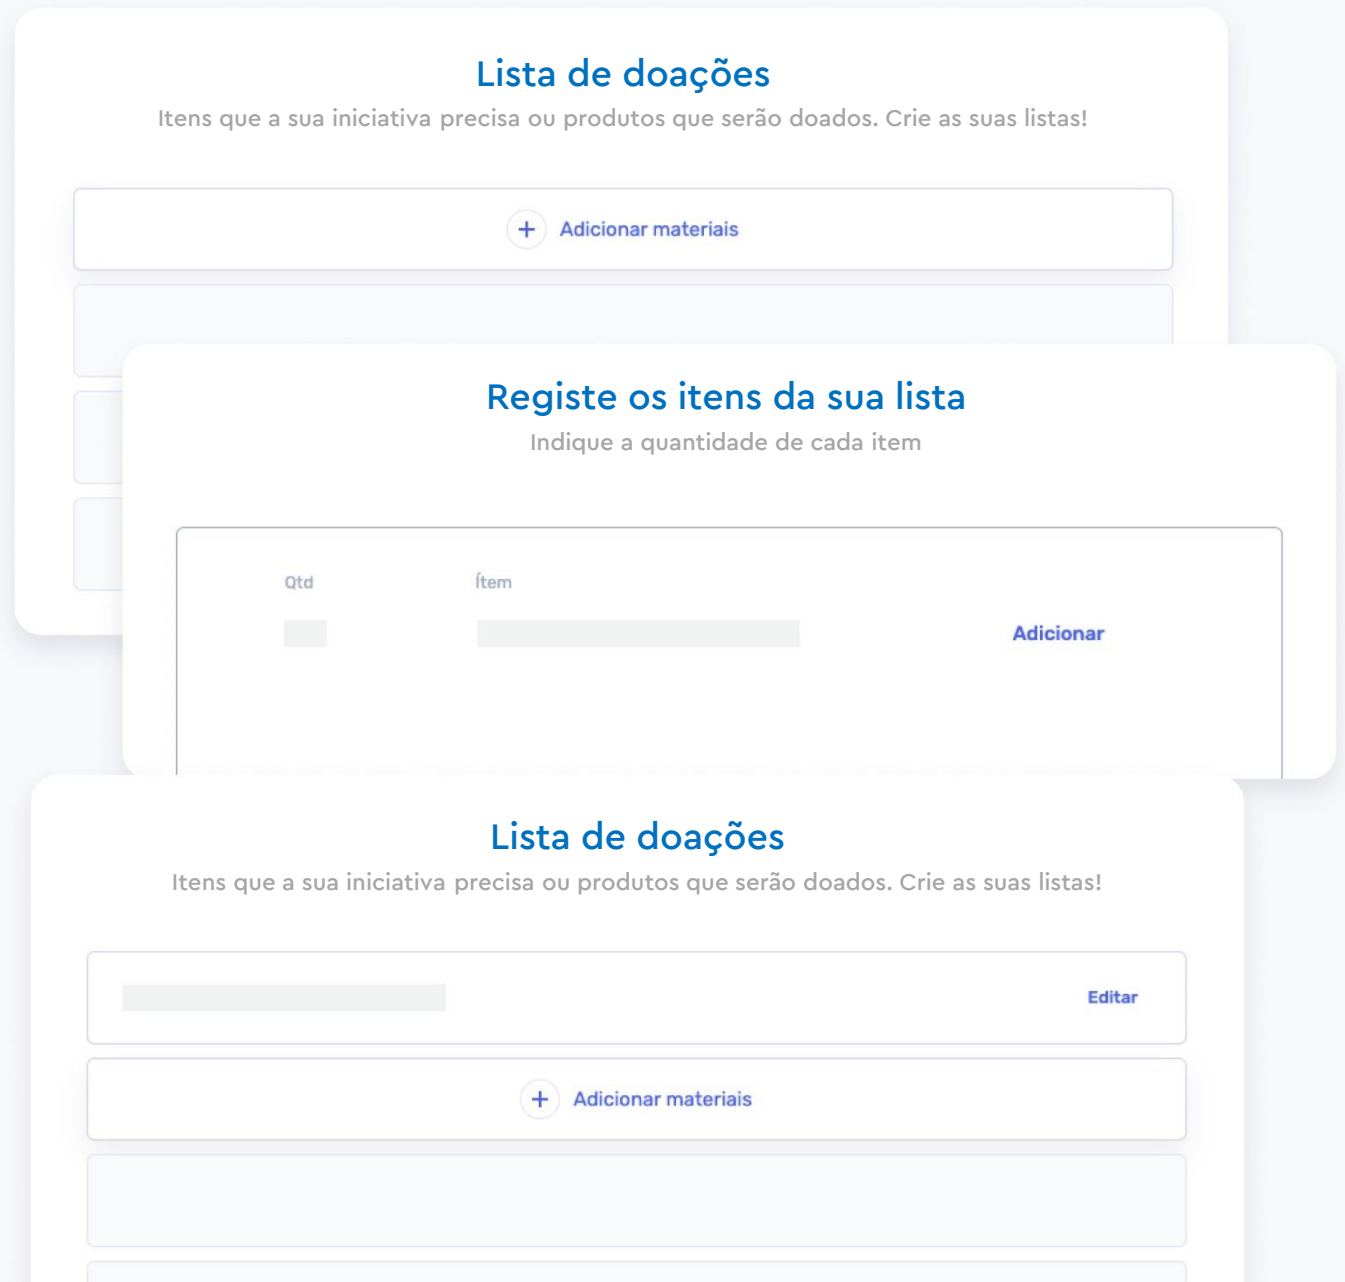 Lista de doações
Itens que a sua iniciativa precisa ou produtos que serão doados. Crie as suas listas!
+ Adicionar materiais
Registe os itens da sua lista
Indique a quantidade de cada item
Qtd Ítem
Adicionar
Lista de doações
Itens que a sua iniciativa precisa ou produtos que serão doados. Crie as suas listas!
Editar
+ Adicionar materiais